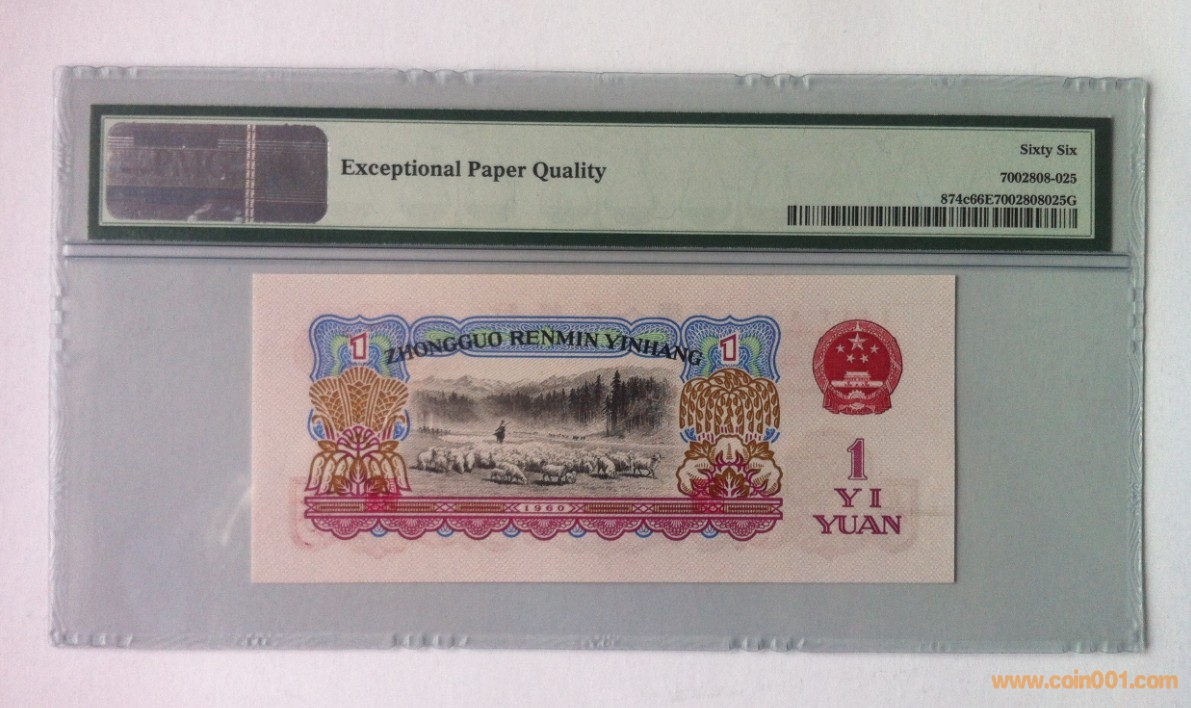 Exceptional Paper Quality
Sixty Six
7002808-025
874c66E7002808025G
ZHONGGUO RENMIN YINHANG
1
1
1
YI
YUAN
1960
www.coin001.com